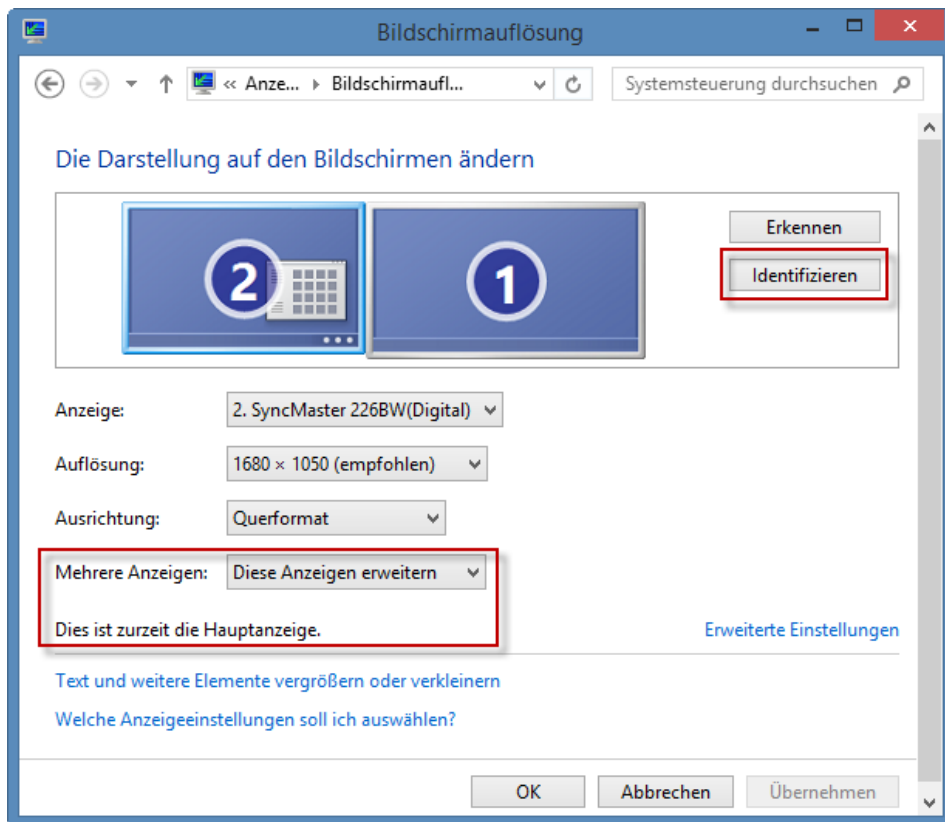 Bildschirmauflösung
« Anze... Bildschirmaufl... Systemsteuerung durchsuchen
Die Darstellung auf den Bildschirmen ändern
2 1
Erkennen
Identifizieren
Anzeige: 2. SyncMaster 226BW(Digital)
Auflösung: 1680 × 1050 (empfohlen)
Ausrichtung: Querformat
Mehrere Anzeigen: Diese Anzeigen erweitern
Dies ist zurzeit die Hauptanzeige. Erweiterte Einstellungen
Text und weitere Elemente vergrößern oder verkleinern
Welche Anzeigeeinstellungen soll ich auswählen?
OK Abbrechen Übernehmen